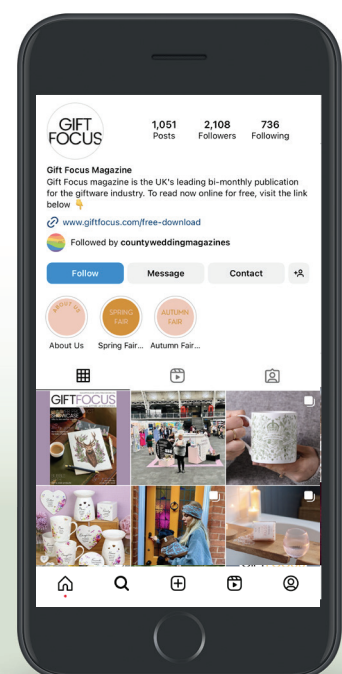 GIFT
FOCUS
1,051
Posts
2,108
Followers
736
Following
Gift Focus Magazine
Gift Focus magazine is the UK's leading bi-monthly publication
for the giftware industry. To read now online for free, visit the link
below 👇
www.giftfocus.com/free-download
Followed by countyweddingmagazines
Follow
Message
Contact
ABOUT US
SPRING
FAIR
AUTUMN
FAIR
About Us
Spring Fair...
Autumn Fair...
GIFTFOCUS